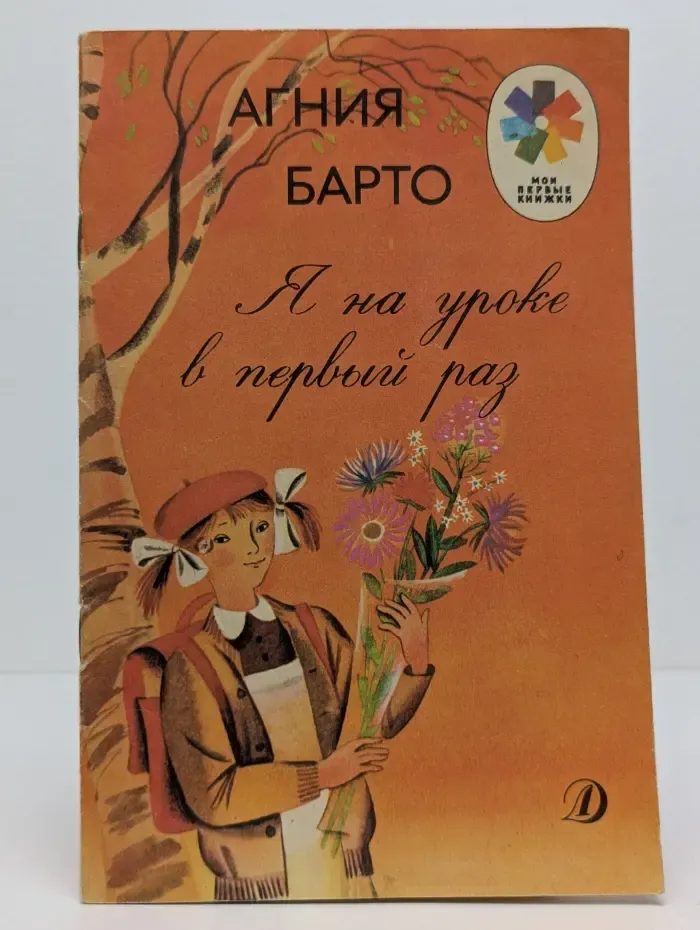 АГНИЯ
БАРТО
МОИ
ПЕРВЫЕ
КНИЖКИ
Я на уроке
в первый раз
Д